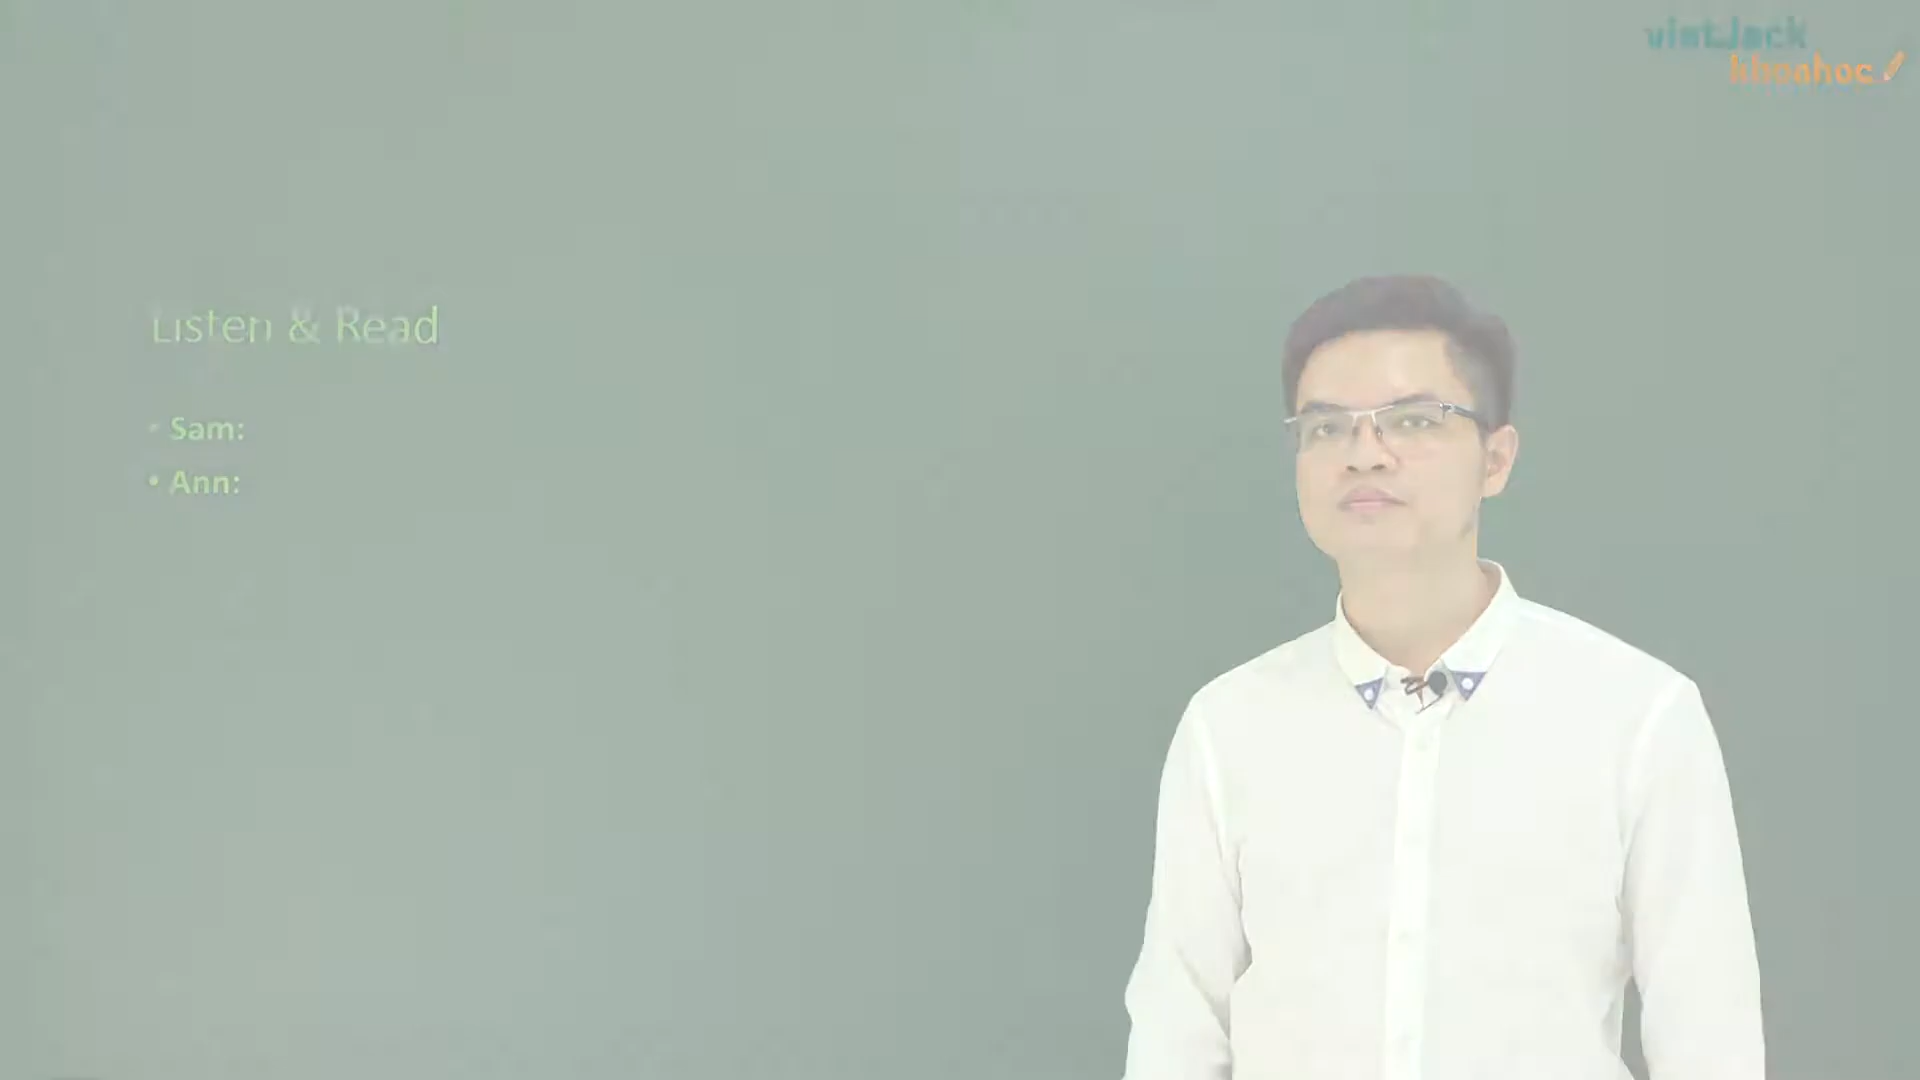 vietJack
khoahoc
Listen & Read
• Sam:
• Ann: